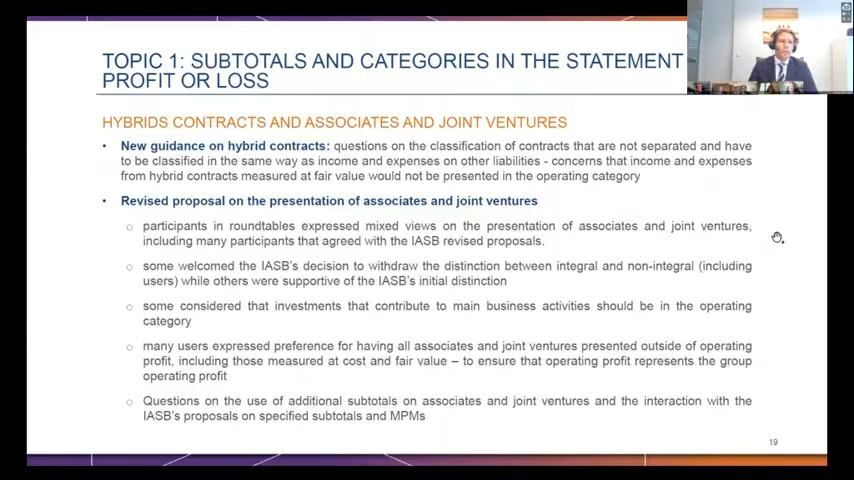 TOPIC 1: SUBTOTALS AND CATEGORIES IN THE STATEMENT
PROFIT OR LOSS
HYBRIDS CONTRACTS AND ASSOCIATES AND JOINT VENTURES
• New guidance on hybrid contracts: questions on the classification of contracts that are not separated and have
to be classified in the same way as income and expenses on other liabilities - concerns that income and expenses
from hybrid contracts measured at fair value would not be presented in the operating category
• Revised proposal on the presentation of associates and joint ventures
o participants in roundtables expressed mixed views on the presentation of associates and joint ventures,
including many participants that agreed with the IASB revised proposals.
o some welcomed the IASB's decision to withdraw the distinction between integral and non-integral (including
users) while others were supportive of the IASB's initial distinction
o some considered that investments that contribute to main business activities should be in the operating
category
o many users expressed preference for having all associates and joint ventures presented outside of operating
profit, including those measured at cost and fair value – to ensure that operating profit represents the group
operating profit
o Questions on the use of additional subtotals on associates and joint ventures and the interaction with the
IASB's proposals on specified subtotals and MPMs
19